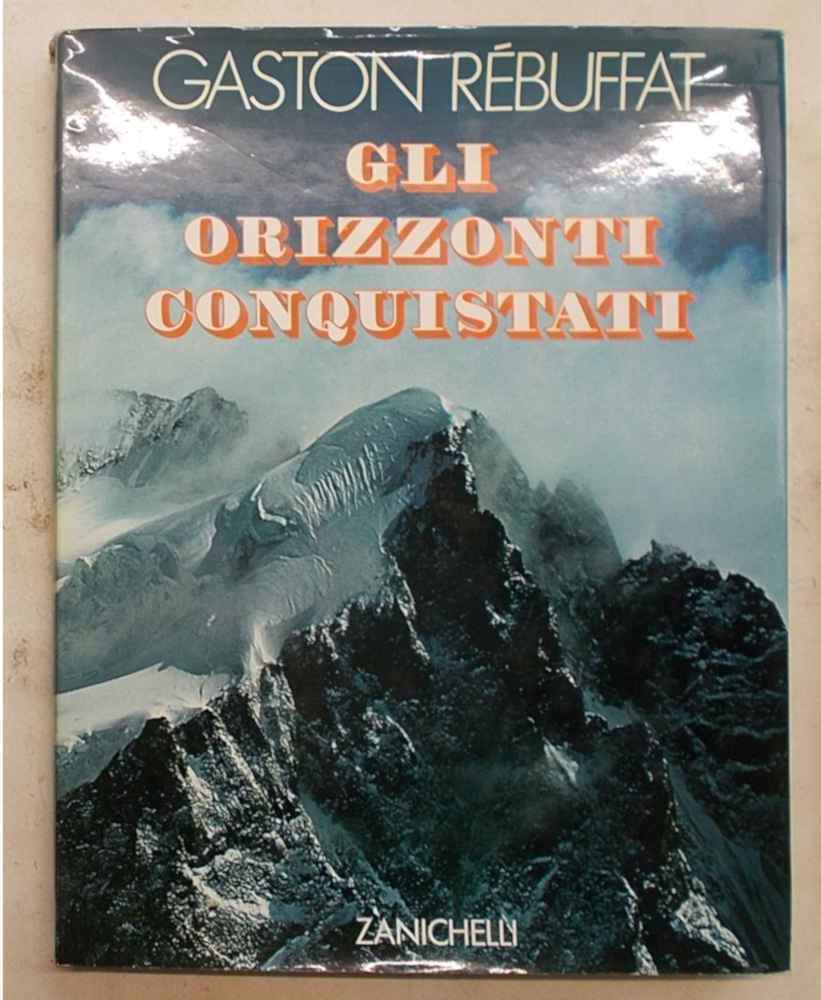 GASTON RÉBUFFAT
GLI
ORIZZONTI
CONQUISTATI
ZANICHELLI